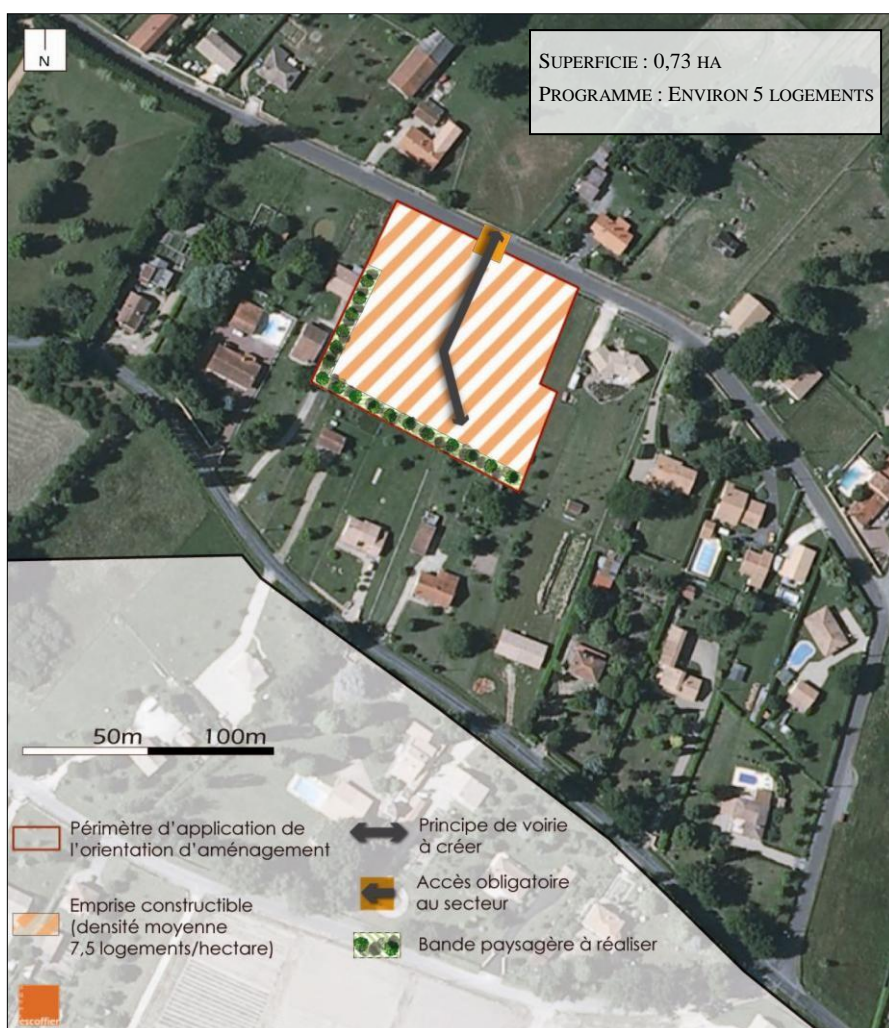 N
SUPERFICIE : 0,73 HA
PROGRAMME : ENVIRON 5 LOGEMENTS
50m 100m
Périmètre d'application de
l'orientation d'aménagement
Emprise constructible
(densité moyenne
7,5 logements/hectare)
Principe de voirie
à créer
Accès obligatoire
au secteur
Bande paysagère à réaliser
escoffier